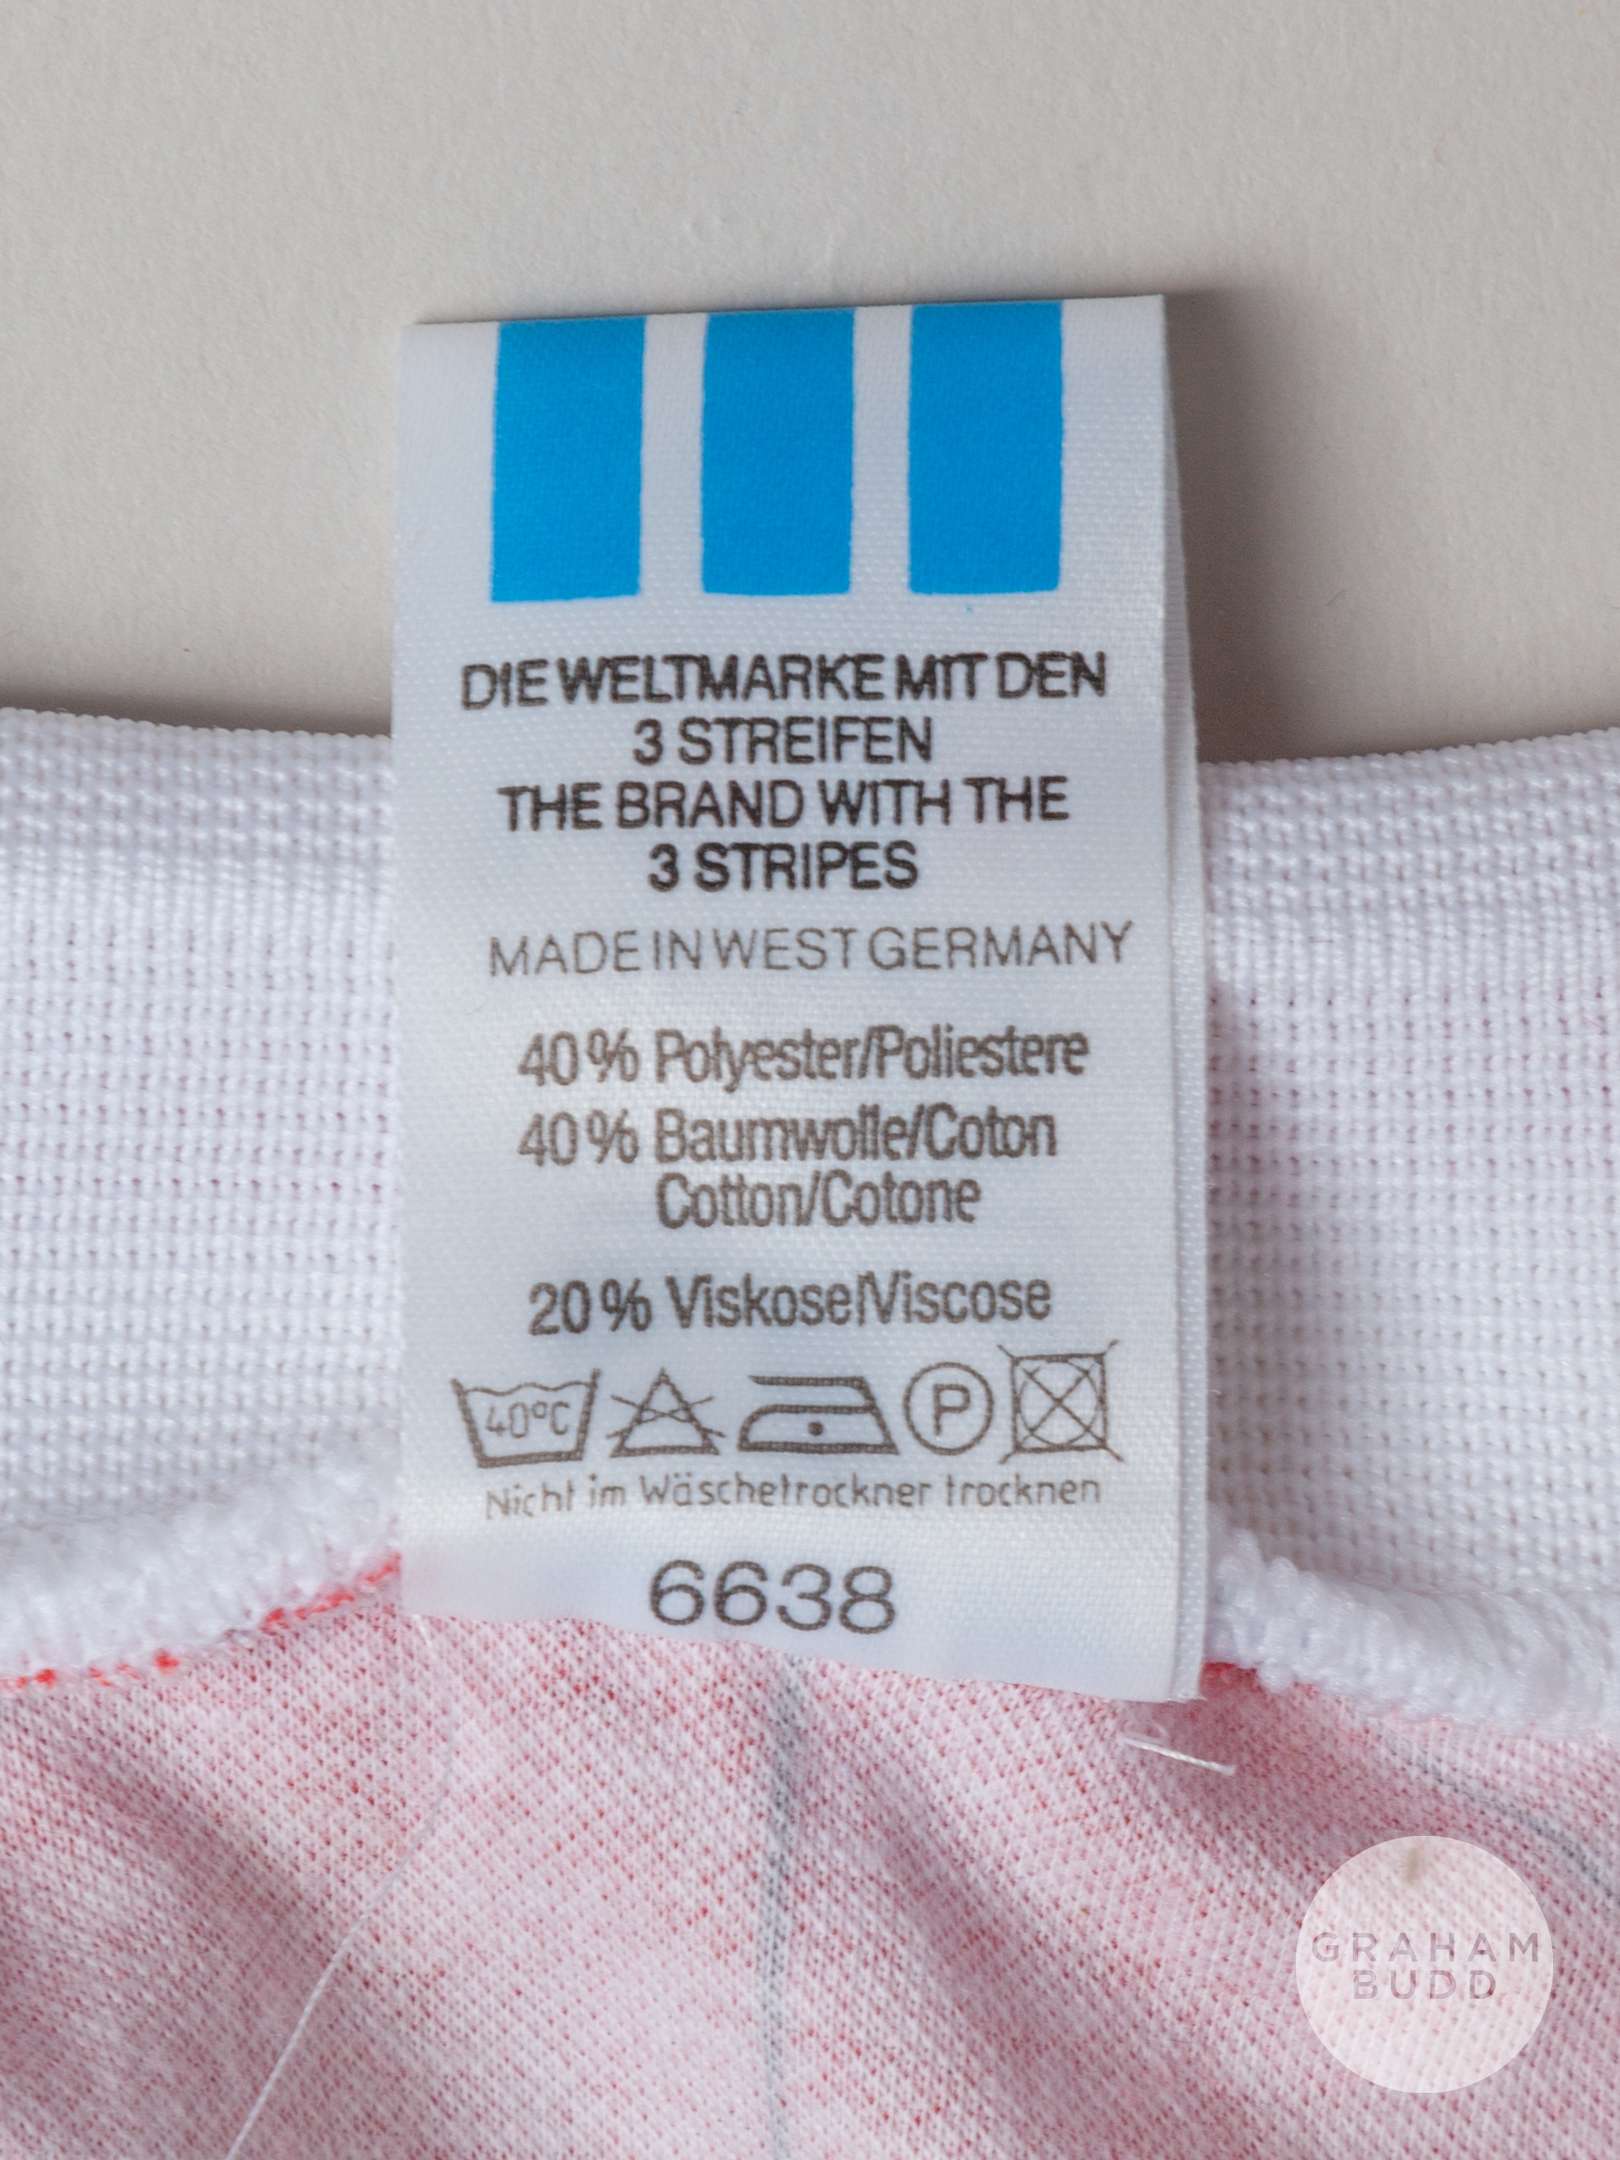 DIE WELTMARKE MIT DEN
3 STREIFEN
THE BRAND WITH THE
3 STRIPES
MADE IN WEST GERMANY
40% Polyester/Poliestere
40% Baumwolle/Coton
Cotton/Cotone
20% Viskose/Viscose
40°C P
Nicht im Wäschetrockner trocknen
6638
GRAHAM
BUDD